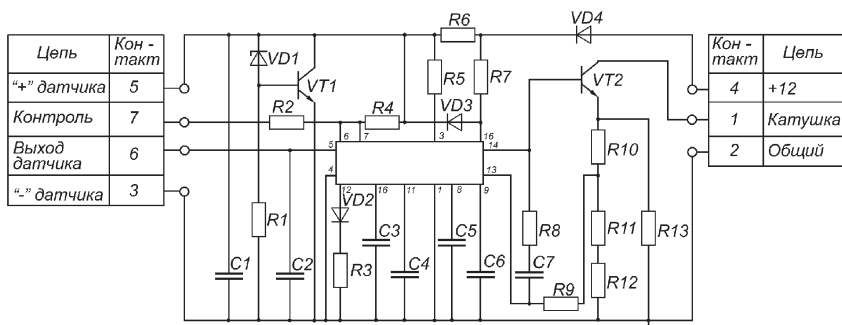 Цепь
Кон -
такт
"+" датчика 5
Контроль 7
Выход
датчика
6
"-" датчика 3
R6
VD4
VD1
VT1
R5
R7
VT2
R2
R4
VD3
6 7 3 16
5 14
4 13
12 16 11 1 8 9
R10
VD2
R1
C3
C5
R8
R11
R13
C1
C2
R3
C4
C6
C7
R9
R12
Кон -
такт
Цепь
4 +12
1 Катушка
2 Общий